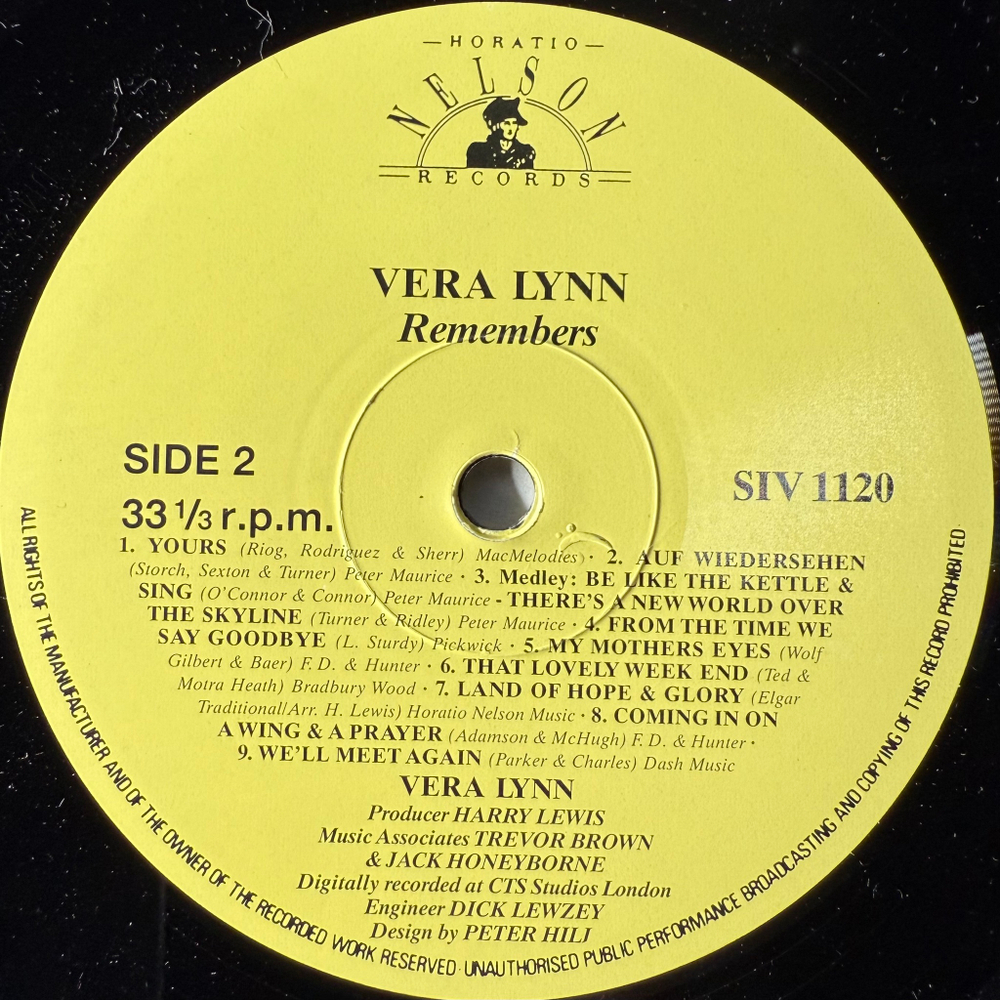 HORATIO
NELSON
RECORDS
VERA LYNN
Remembers
SIDE 2
SIV 1120
33 1/3 r.p.m.
1. YOURS (Riog, Rodriguez & Sherr) MacMelodies · 2. AUF WIEDERSEHEN
(Storch, Sexton & Turner) Peter Maurice · 3. Medley: BE LIKE THE KETTLE &
SING (O'Connor & Connor) Peter Maurice - THERE'S A NEW WORLD OVER
THE SKYLINE (Turner & Ridley) Peter Maurice · 4. FROM THE TIME WE
SAY GOODBYE (L. Sturdy) Pickwick · 5. MY MOTHERS EYES (Wolf
Gilbert & Baer) F. D. & Hunter · 6. THAT LOVELY WEEK END (Ted &
Motra Heath) Bradbury Wood · 7. LAND OF HOPE & GLORY (Elgar
Traditional/Arr. H. Lewis) Horatio Nelson Music · 8. COMING IN ON
A WING & A PRAYER (Adamson & McHugh) F. D. & Hunter ·
9. WE'LL MEET AGAIN (Parker & Charles) Dash Music
VERA LYNN
Producer HARRY LEWIS
Music Associates TREVOR BROWN
& JACK HONEYBORNE
Digitally recorded at CTS Studios London
Engineer DICK LEWZEY
Design by PETER HILI
ALL RIGHTS OF THE MANUFACTURER AND OF THE OWNER OF THE RECORDED WORK RESERVED · UNAUTHORISED PUBLIC PERFORMANCE BROADCASTING AND COPYING OF THIS RECORD PROHIBITED